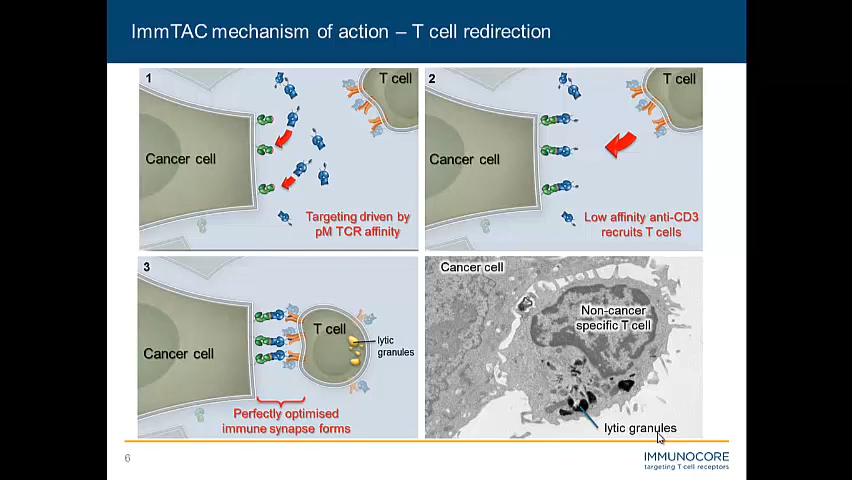 ImmTAC mechanism of action – T cell redirection
1
T cell
Cancer cell
Targeting driven by
pM TCR affinity
2
T cell
Cancer cell
Low affinity anti-CD3
recruits T cells
3
T cell
lytic
granules
Cancer cell
Perfectly optimised
immune synapse forms
Cancer cell
Non-cancer
specific T cell
lytic granules
6
IMMUNOCORE
targeting T cell receptors